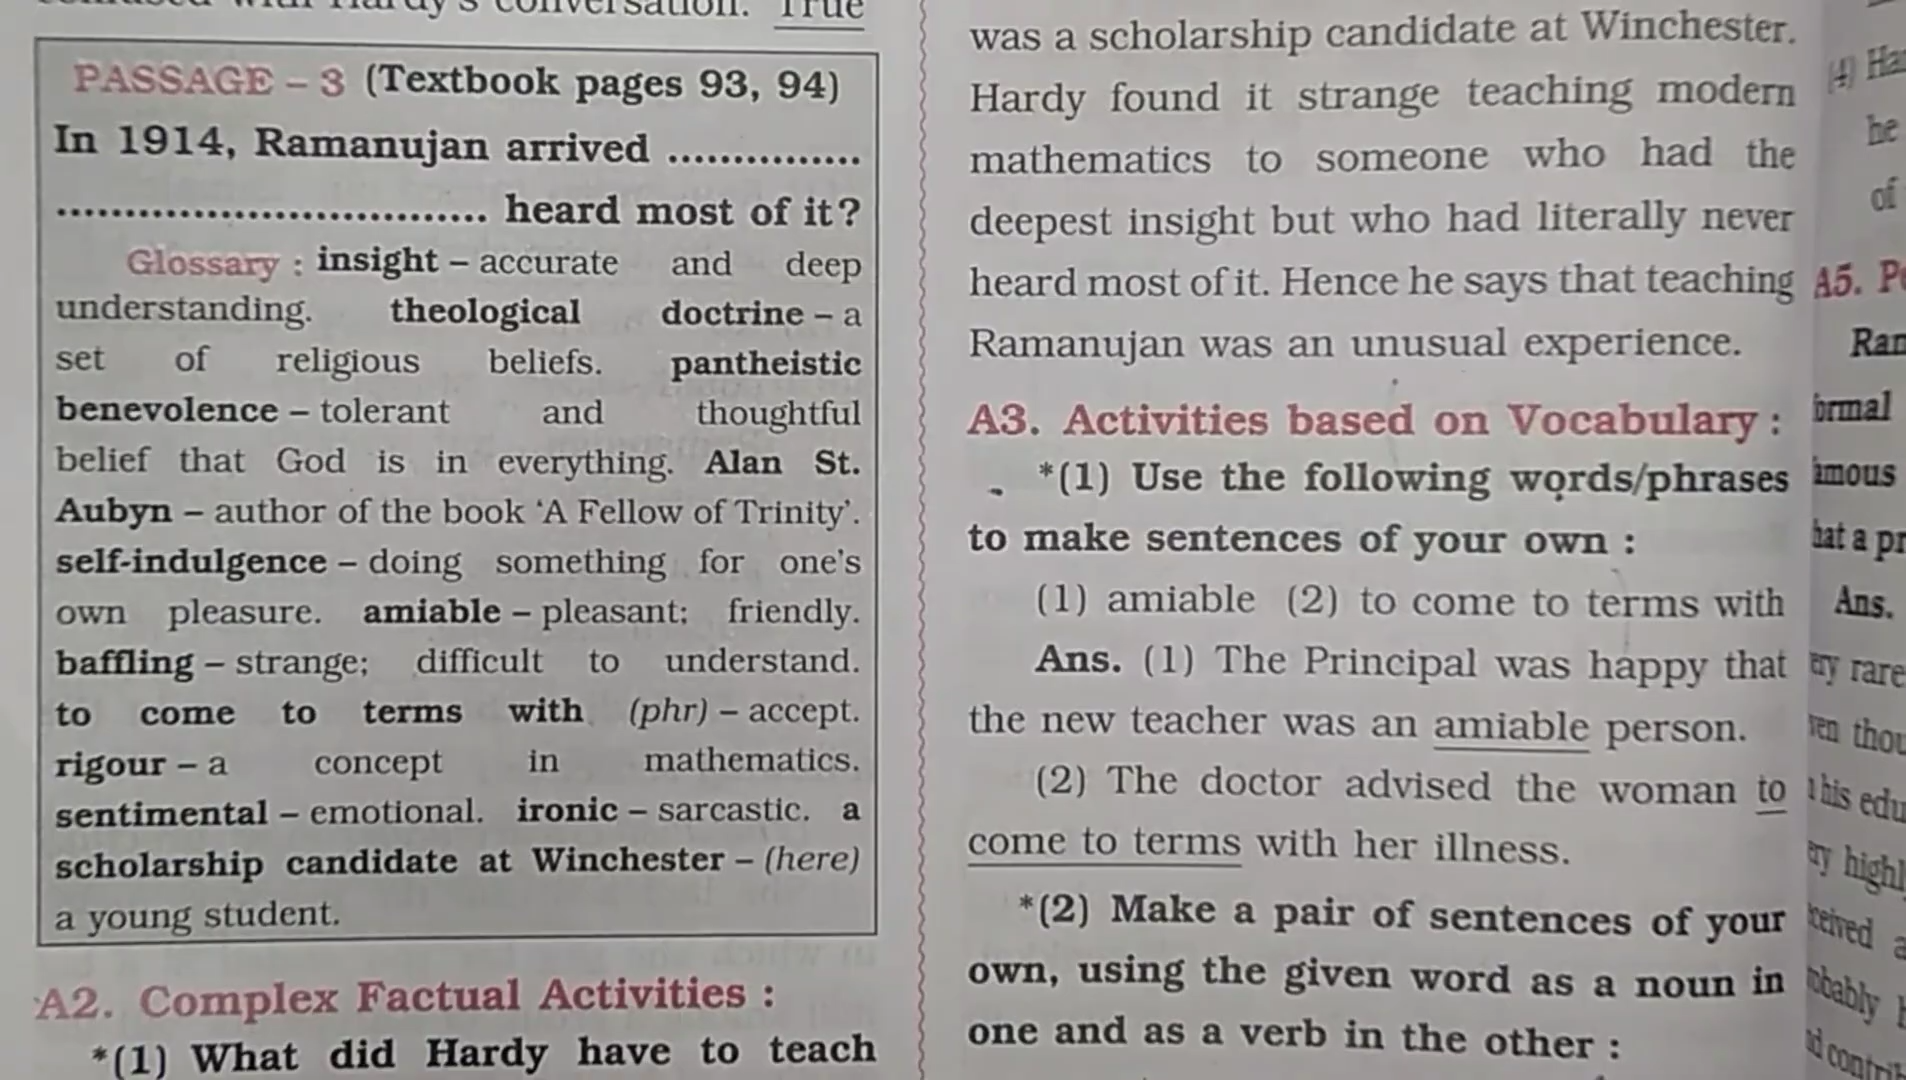 True
PASSAGE – 3 (Textbook pages 93, 94)
In 1914, Ramanujan arrived ...............
................................ heard most of it?
Glossary : insight – accurate and deep
understanding. theological doctrine – a
set of religious beliefs. pantheistic
benevolence – tolerant and thoughtful
belief that God is in everything. Alan St.
Aubyn – author of the book ‘A Fellow of Trinity’.
self-indulgence – doing something for one’s
own pleasure. amiable – pleasant; friendly.
baffling – strange; difficult to understand.
to come to terms with (phr) – accept.
rigour – a concept in mathematics.
sentimental – emotional. ironic – sarcastic. a
scholarship candidate at Winchester – (here)
a young student.
A2. Complex Factual Activities :
*(1) What did Hardy have to teach
was a scholarship candidate at Winchester.
Hardy found it strange teaching modern
mathematics to someone who had the
deepest insight but who had literally never
heard most of it. Hence he says that teaching
Ramanujan was an unusual experience.
A3. Activities based on Vocabulary :
*(1) Use the following words/phrases
to make sentences of your own :
(1) amiable (2) to come to terms with
Ans. (1) The Principal was happy that
the new teacher was an amiable person.
(2) The doctor advised the woman to
come to terms with her illness.
*(2) Make a pair of sentences of your
own, using the given word as a noun in
one and as a verb in the other :
(4)
he
of
A5.
Ans.
rare
his
a